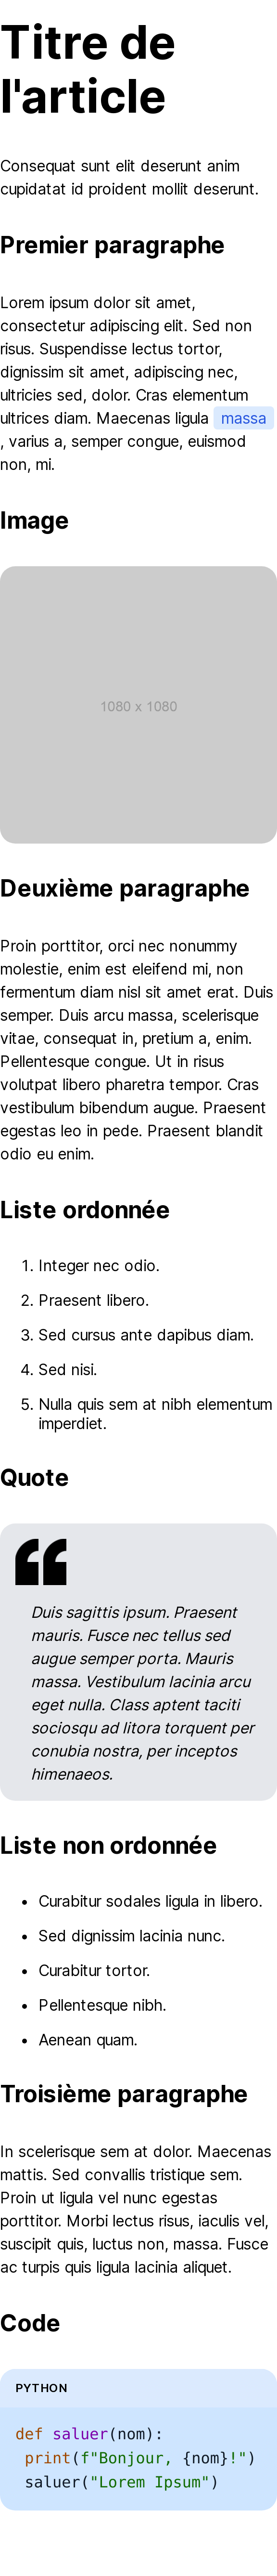 Titre de
l'article
Consequat sunt elit deserunt anim
cupidatat id proident mollit deserunt.
Premier paragraphe
Lorem ipsum dolor sit amet,
consectetur adipiscing elit. Sed non
risus. Suspendisse lectus tortor,
dignissim sit amet, adipiscing nec,
ultricies sed, dolor. Cras elementum
ultrices diam. Maecenas ligula massa
, varius a, semper congue, euismod
non, mi.
Image
1080 x 1080
Deuxième paragraphe
Proin porttitor, orci nec nonummy
molestie, enim est eleifend mi, non
fermentum diam nisl sit amet erat. Duis
semper. Duis arcu massa, scelerisque
vitae, consequat in, pretium a, enim.
Pellentesque congue. Ut in risus
volutpat libero pharetra tempor. Cras
vestibulum bibendum augue. Praesent
egestas leo in pede. Praesent blandit
odio eu enim.
Liste ordonnée
1. Integer nec odio.
2. Praesent libero.
3. Sed cursus ante dapibus diam.
4. Sed nisi.
5. Nulla quis sem at nibh elementum
imperdiet.
Quote
Duis sagittis ipsum. Praesent
mauris. Fusce nec tellus sed
augue semper porta. Mauris
massa. Vestibulum lacinia arcu
eget nulla. Class aptent taciti
sociosqu ad litora torquent per
conubia nostra, per inceptos
himenaeos.
Liste non ordonnée
• Curabitur sodales ligula in libero.
• Sed dignissim lacinia nunc.
• Curabitur tortor.
• Pellentesque nibh.
• Aenean quam.
Troisième paragraphe
In scelerisque sem at dolor. Maecenas
mattis. Sed convallis tristique sem.
Proin ut ligula vel nunc egestas
porttitor. Morbi lectus risus, iaculis vel,
suscipit quis, luctus non, massa. Fusce
ac turpis quis ligula lacinia aliquet.
Code
PYTHON
def saluer(nom):
print(f"Bonjour, {nom}!")
saluer("Lorem Ipsum")